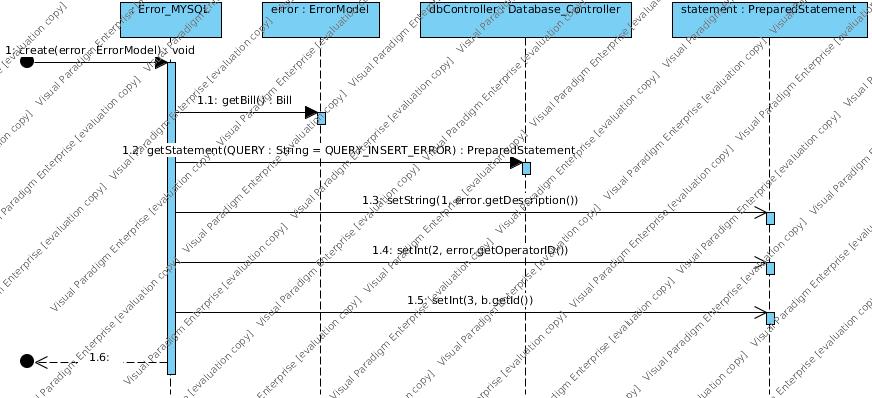 Error_MYSQL
error : ErrorModel
dbController : Database_Controller
statement : PreparedStatement
1: create(error : ErrorModel) : void
1.1: getBill() : Bill
1.2: getStatement(QUERY : String = QUERY_INSERT_ERROR) : PreparedStatement
1.3: setString(1, error.getDescription())
1.4: setInt(2, error.getOperatorID())
1.5: setInt(3, b.getId())
1.6:
Visual Paradigm Enterprise [evaluation copy]